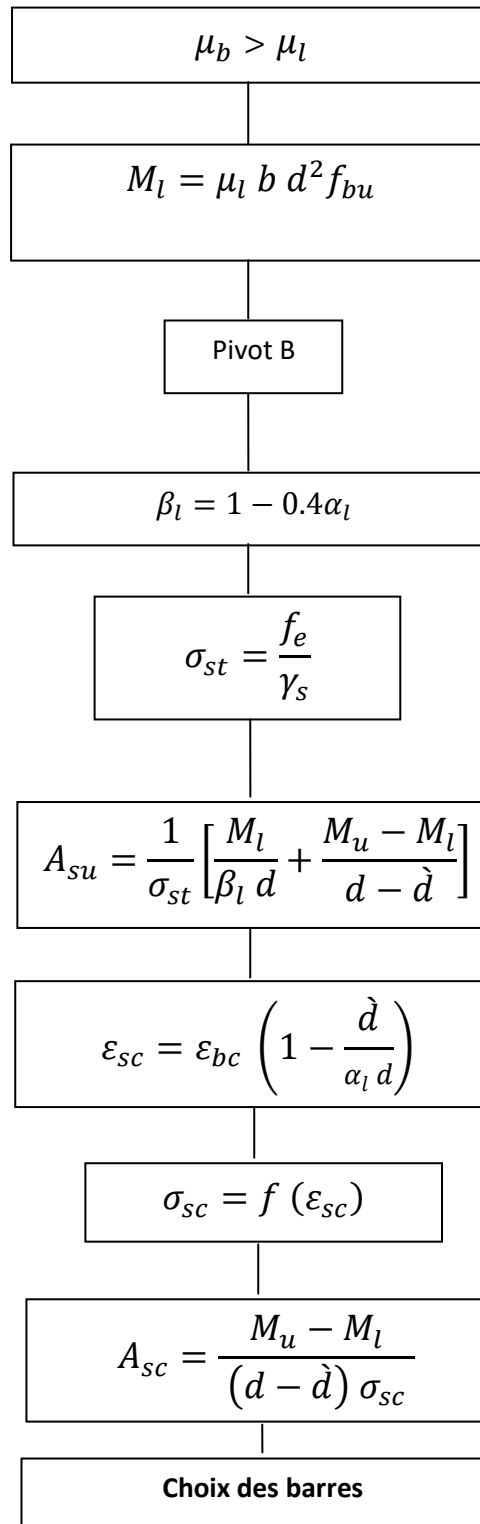 μ_b > μ_l
M_l = μ_l b d² f_bu
Pivot B
β_l = 1 − 0.4α_l
σ_st = f_e / γ_s
A_su = 1/σ_st [M_l / (β_l d) + (M_u − M_l) / (d − d̀)]
ε_sc = ε_bc (1 − d̀ / (α_l d))
σ_sc = f (ε_sc)
A_sc = (M_u − M_l) / ((d − d̀) σ_sc)
Choix des barres